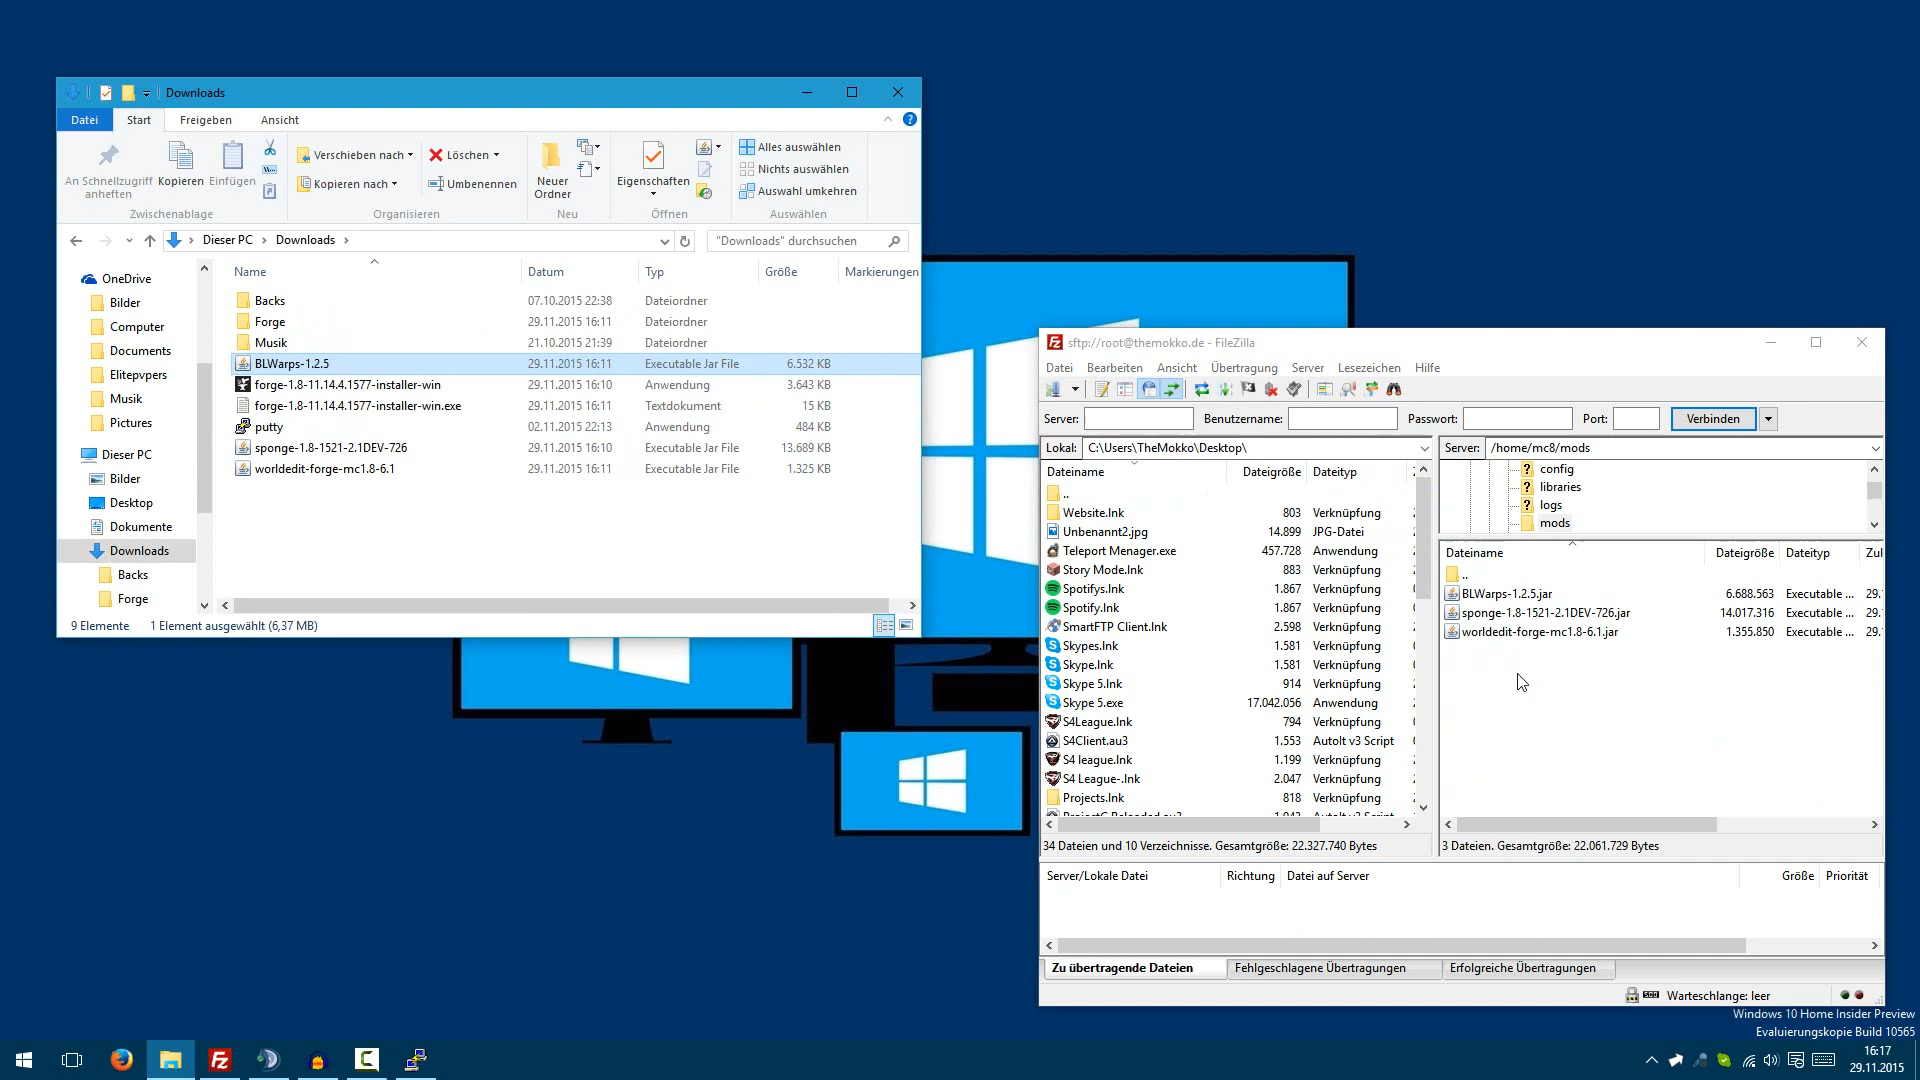 Downloads
Datei Start Freigeben Ansicht
An Schnellzugriff anheften
Kopieren
Einfügen
Verschieben nach
Kopieren nach
Löschen
Umbenennen
Neuer Ordner
Eigenschaften
Alles auswählen
Nichts auswählen
Auswahl umkehren
Zwischenablage Organisieren Neu Öffnen Auswählen
Dieser PC Downloads
"Downloads" durchsuchen
OneDrive
Bilder
Computer
Documents
Elitepvpers
Musik
Pictures
Dieser PC
Bilder
Desktop
Dokumente
Downloads
Backs
Forge
Name Datum Typ Größe Markierungen
Backs 07.10.2015 22:38 Dateiordner
Forge 29.11.2015 16:11 Dateiordner
Musik 21.10.2015 21:39 Dateiordner
BLWarps-1.2.5 29.11.2015 16:11 Executable Jar File 6.532 KB
forge-1.8-11.14.4.1577-installer-win 29.11.2015 16:10 Anwendung 3.643 KB
forge-1.8-11.14.4.1577-installer-win.exe 29.11.2015 16:11 Textdokument 15 KB
putty 02.11.2015 22:13 Anwendung 484 KB
sponge-1.8-1521-2.1DEV-726 29.11.2015 16:10 Executable Jar File 13.689 KB
worldedit-forge-mc1.8-6.1 29.11.2015 16:11 Executable Jar File 1.325 KB
9 Elemente 1 Element ausgewählt (6,37 MB)
sftp://root@themokko.de - FileZilla
Datei Bearbeiten Ansicht Übertragung Server Lesezeichen Hilfe
Server: Benutzername: Passwort: Port: Verbinden
Lokal: C:\Users\TheMokko\Desktop\
Dateiname Dateigröße Dateityp
..
Website.lnk 803 Verknüpfung
Unbenannt2.jpg 14.899 JPG-Datei
Teleport Menager.exe 457.728 Anwendung
Story Mode.lnk 883 Verknüpfung
Spotifys.lnk 1.867 Verknüpfung
Spotify.lnk 1.867 Verknüpfung
SmartFTP Client.lnk 2.598 Verknüpfung
Skypes.lnk 1.581 Verknüpfung
Skype.lnk 1.581 Verknüpfung
Skype 5.lnk 914 Verknüpfung
Skype 5.exe 17.042.056 Anwendung
S4League.lnk 794 Verknüpfung
S4Client.au3 1.553 AutoIt v3 Script
S4 league.lnk 1.199 Verknüpfung
S4 League-.lnk 2.047 Verknüpfung
Projects.lnk 818 Verknüpfung
34 Dateien und 10 Verzeichnisse. Gesamtgröße: 22.327.740 Bytes
Server: /home/mc8/mods
config
libraries
logs
mods
Dateiname Dateigröße Dateityp Zul
..
BLWarps-1.2.5.jar 6.688.563 Executable ... 29.
sponge-1.8-1521-2.1DEV-726.jar 14.017.316 Executable ... 29.
worldedit-forge-mc1.8-6.1.jar 1.355.850 Executable ... 29.
3 Dateien. Gesamtgröße: 22.061.729 Bytes
Server/Lokale Datei Richtung Datei auf Server Größe Priorität
Zu übertragende Dateien Fehlgeschlagene Übertragungen Erfolgreiche Übertragungen
Warteschlange: leer
Windows 10 Home Insider Preview
Evaluierungskopie Build 10565
16:17
29.11.2015